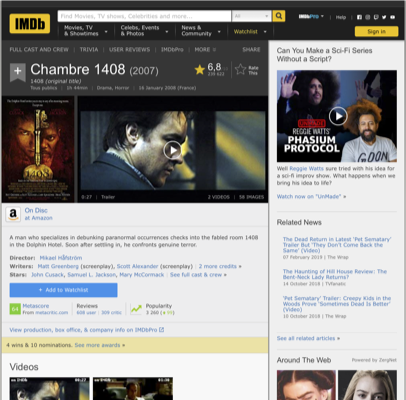 IMDb
Find Movies, TV shows, Celebrities and more...
All
IMDbPro
Help
Movies, TV
& Showtimes
Celebs, Events
& Photos
News &
Community
Watchlist
Sign in
FULL CAST AND CREW | TRIVIA | USER REVIEWS | IMDbPro | MORE
SHARE
Chambre 1408 (2007)
1408 (original title)
Tous publics | 1h 44min | Drame, Horror | 16 January 2008 (France)
6,8
Rate
This
0:27 | Trailer
2 VIDEOS | 58 IMAGES
On Disc
at Amazon
A man who specializes in debunking paranormal occurrences checks into the fabled room 1408
in the Dolphin Hotel. Soon after settling in, he confronts genuine terror.
Director: Mikael Håfström
Writers: Matt Greenberg (screenplay), Scott Alexander (screenplay) | 2 more credits »
Stars: John Cusack, Samuel L. Jackson, Mary McCormack | See full cast & crew »
+ Add to Watchlist
Metascore
From metacritic.com
Reviews
608 user | 309 critic
Popularity
View production, box office, & company info on IMDbPro
4 wins & 10 nominations. See more awards »
Videos
Can You Make a Sci-Fi Series
Without a Script?
REGGIE WATTS'
PHASIUM
PROTOCOL
Well Reggie Watts sure tried with his idea for
a sci-fi improv show. What happens when we
bring his idea to life?
Watch now on "UnMade" »
Related News
The Dead Return in Latest 'Pet Sematary'
Trailer But 'They Don't Come Back the
Same' (Video)
07 February 2019 | The Wrap
The Haunting of Hill House Review: The
Bent-Neck Lady Returners?
14 October 2018 | TVfanatic
'Pet Sematary' Trailer: Creepy Kids in the
Woods Prove 'Sometimes Dead Is Better'
(Video)
10 October 2018 | The Wrap
See all related articles »
Around The Web
Powered by ZergNet